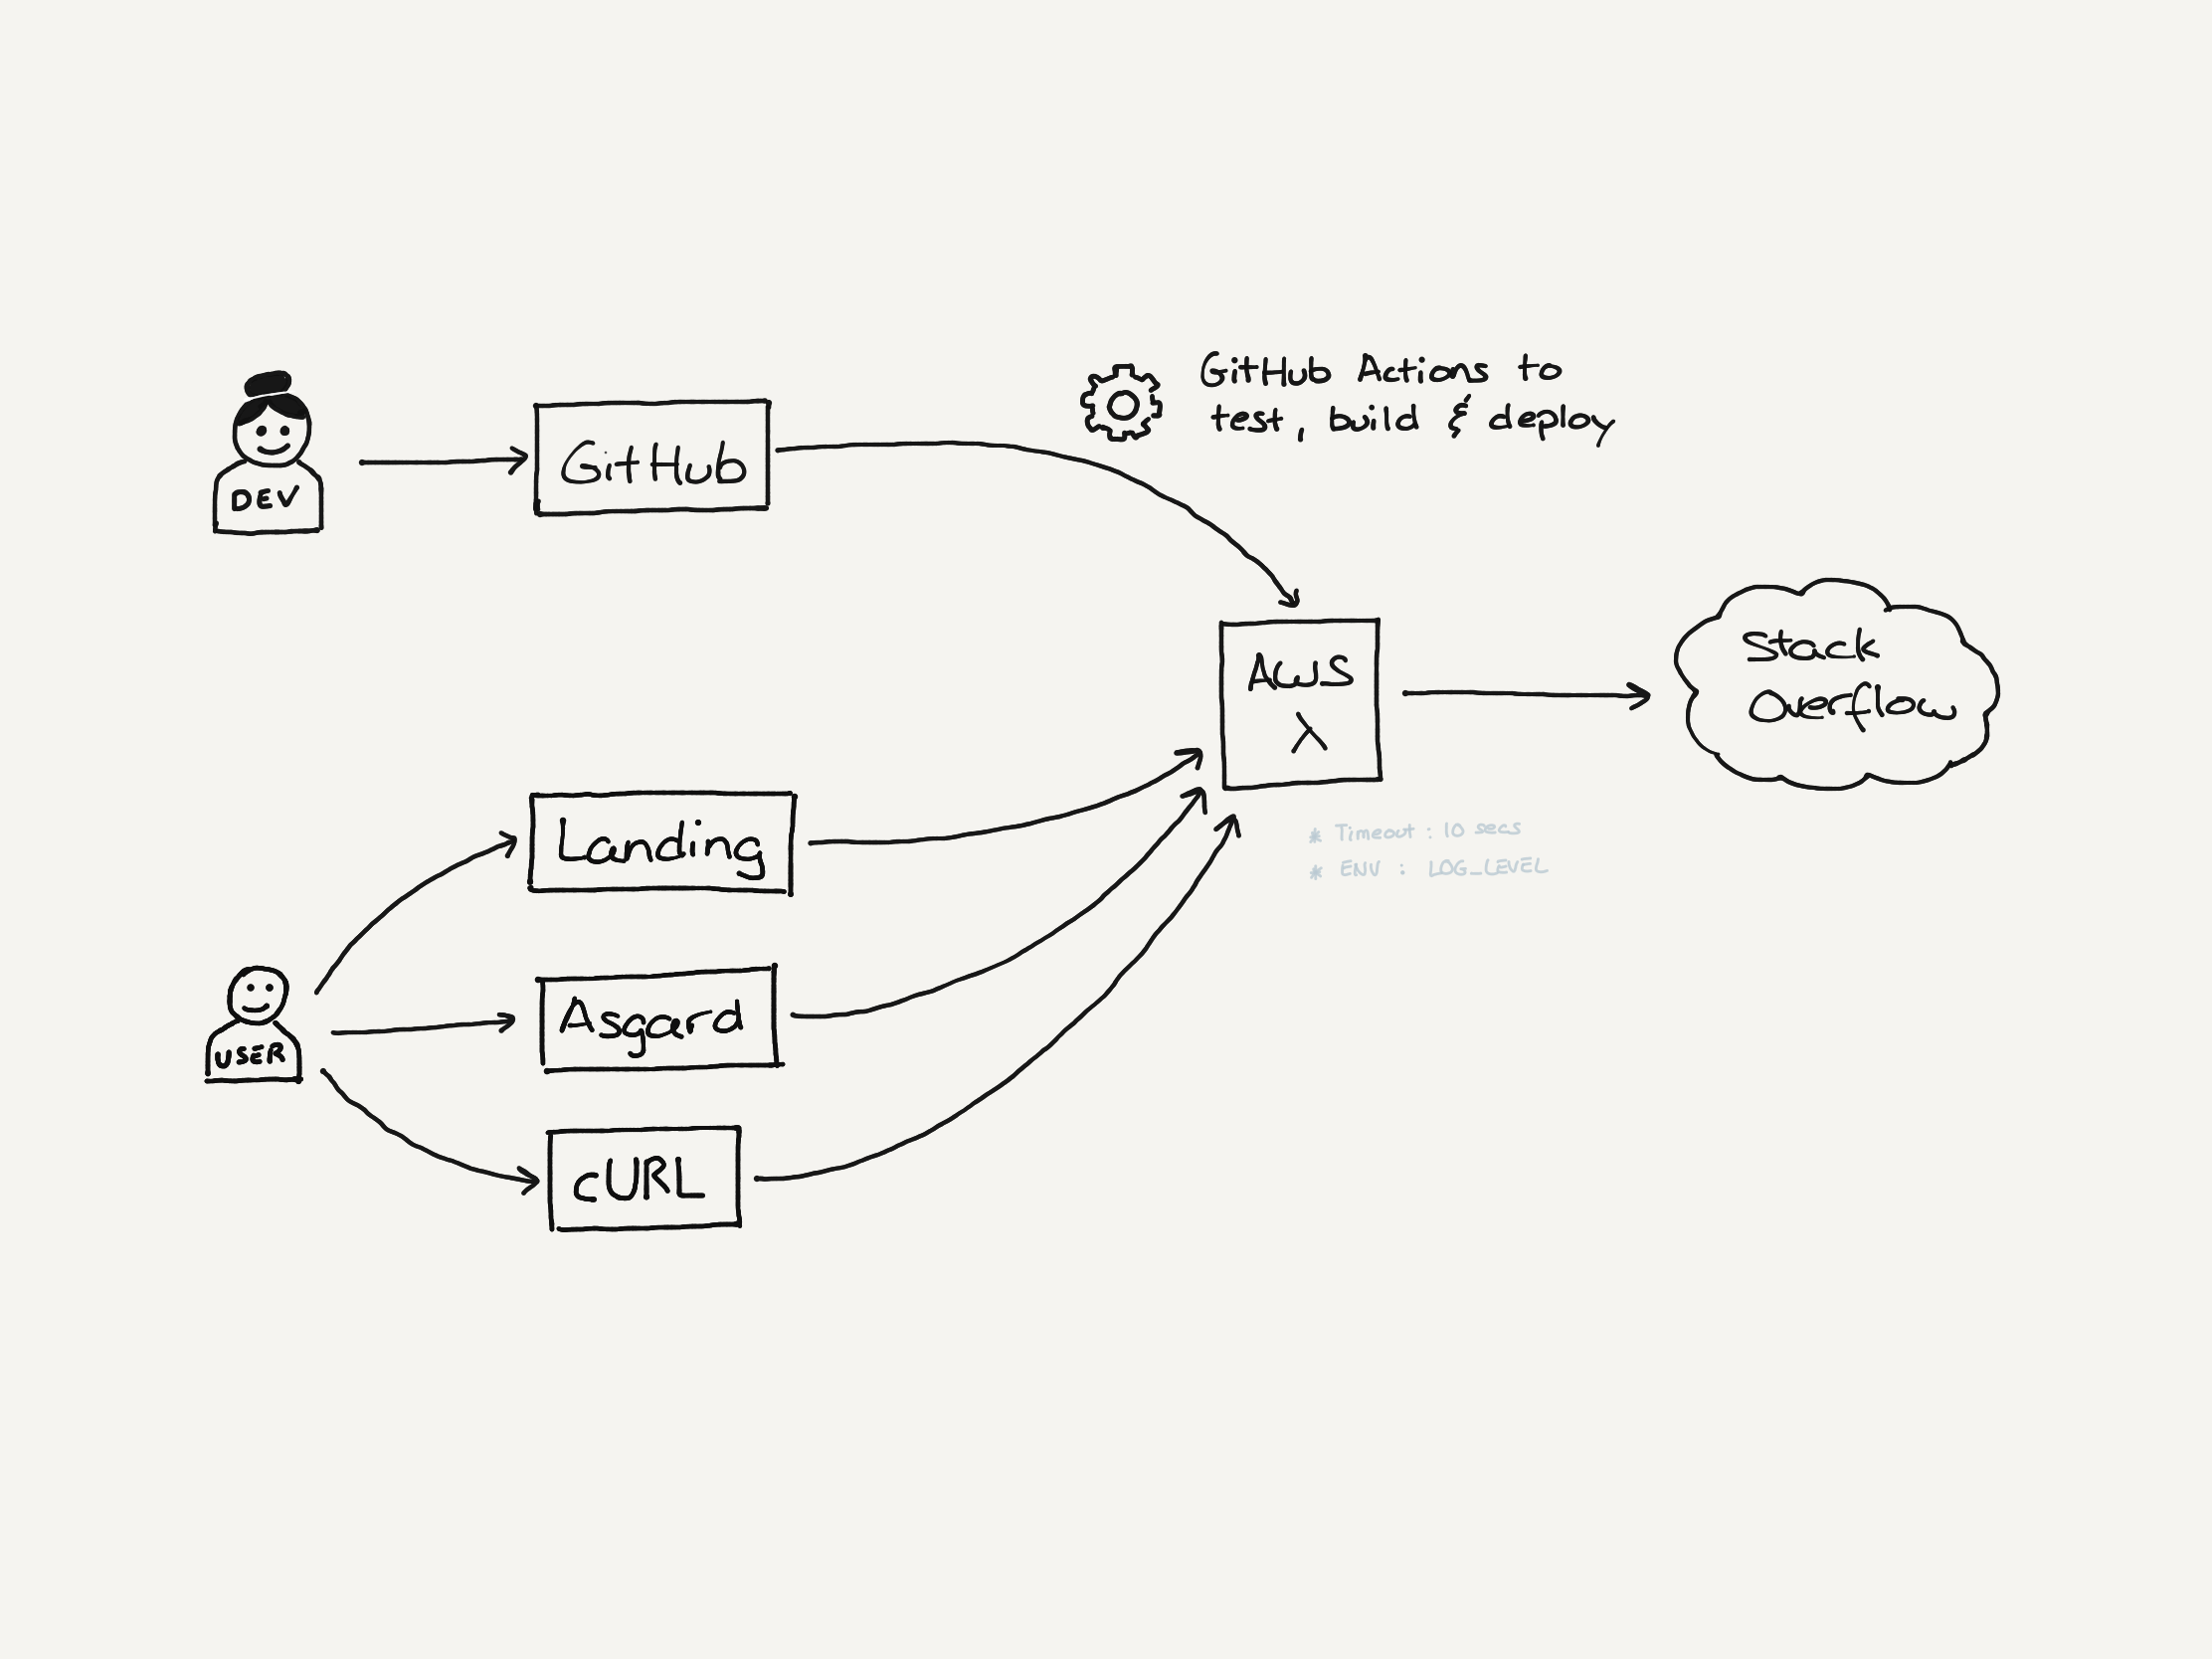 GitHub Actions to
test, build & deploy
DEV
GitHub
AWS
λ
Stack
Overflow
Landing
* Timeout : 10 secs
* ENV : LOG_LEVEL
USER
Asgard
cURL